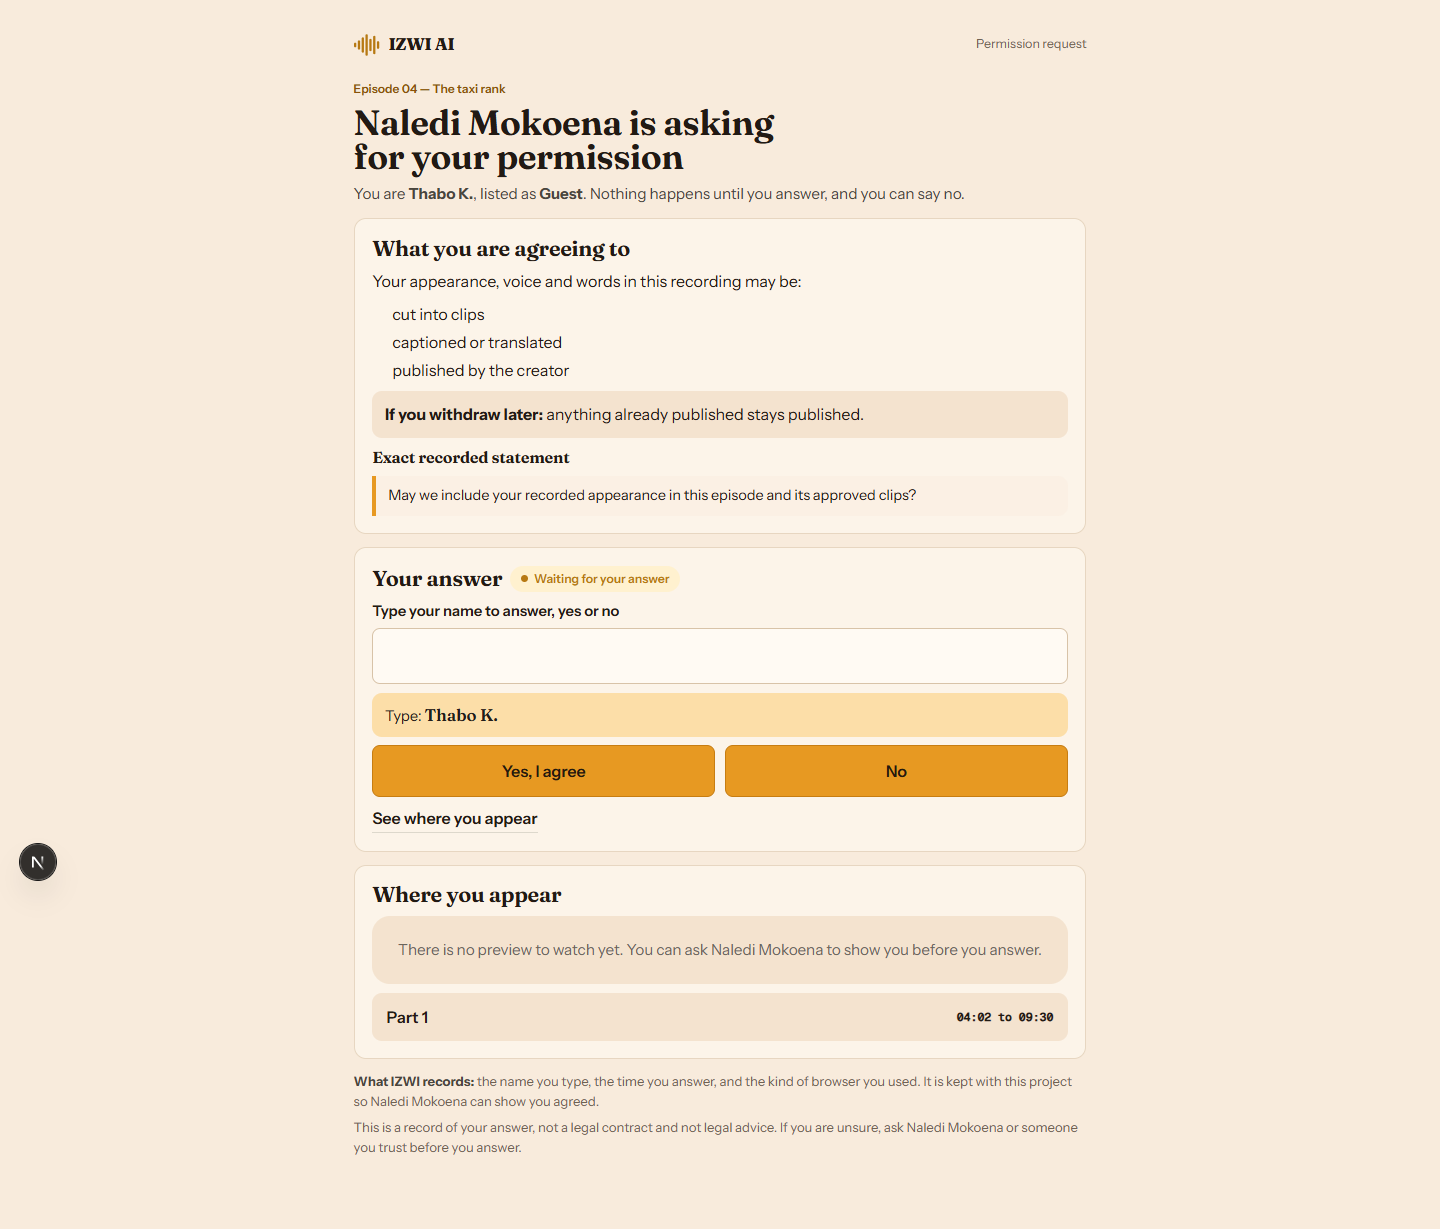 IZWI AI
Permission request
Episode 04 — The taxi rank
Naledi Mokoena is asking
for your permission
You are Thabo K., listed as Guest. Nothing happens until you answer, and you can say no.
What you are agreeing to
Your appearance, voice and words in this recording may be:
cut into clips
captioned or translated
published by the creator
If you withdraw later: anything already published stays published.
Exact recorded statement
May we include your recorded appearance in this episode and its approved clips?
Your answer
Waiting for your answer
Type your name to answer, yes or no
Type: Thabo K.
Yes, I agree
No
See where you appear
N
Where you appear
There is no preview to watch yet. You can ask Naledi Mokoena to show you before you answer.
Part 1
04:02 to 09:30
What IZWI records: the name you type, the time you answer, and the kind of browser you used. It is kept with this project
so Naledi Mokoena can show you agreed.
This is a record of your answer, not a legal contract and not legal advice. If you are unsure, ask Naledi Mokoena or someone
you trust before you answer.